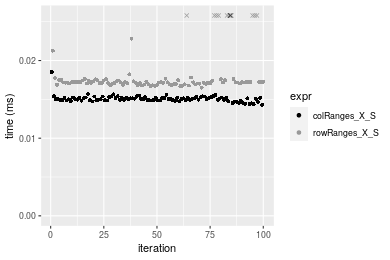 0.02
0.01
0.00
time (ms)
0
25
50
75
100
iteration
expr
colRanges_X_S
rowRanges_X_S